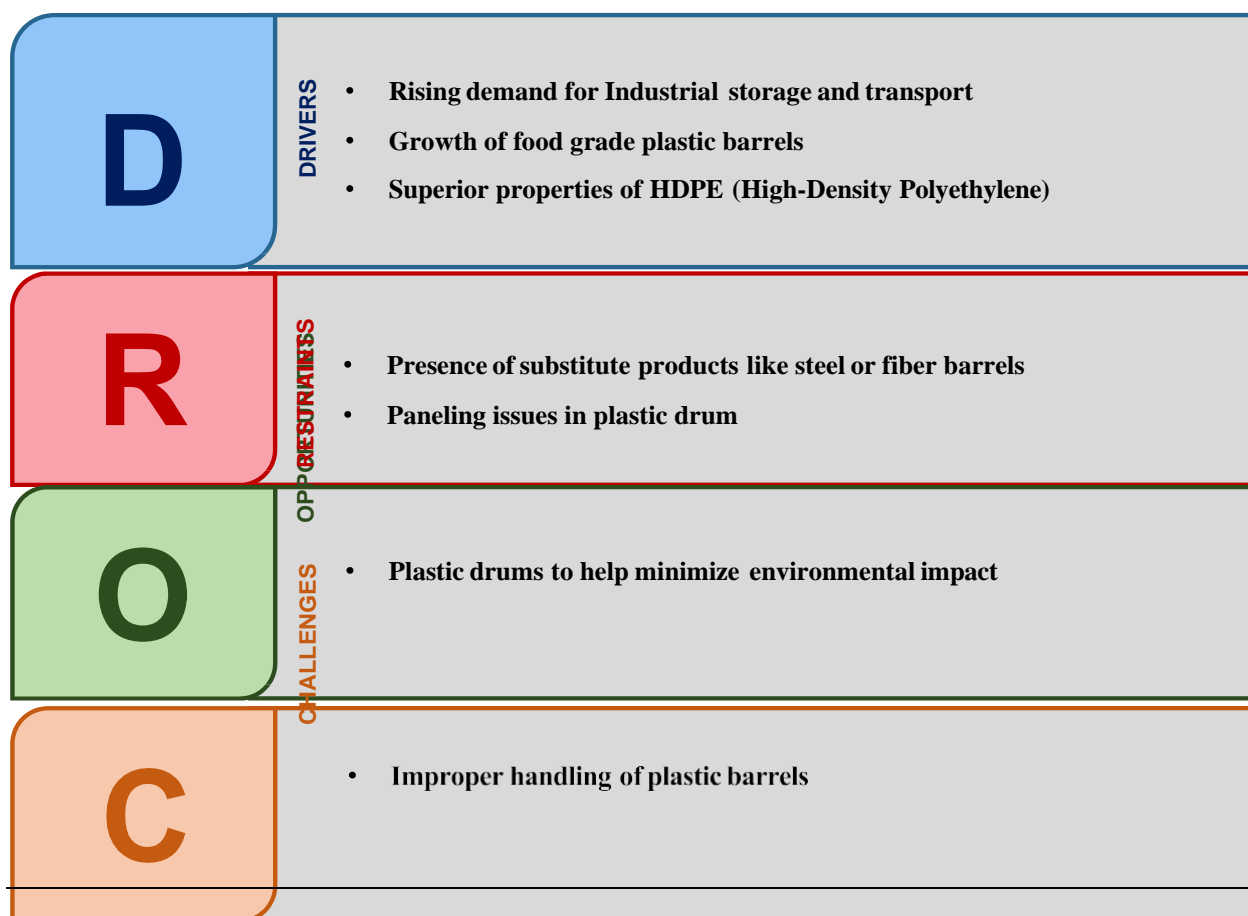 D
DRIVERS
• Rising demand for Industrial storage and transport
• Growth of food grade plastic barrels
• Superior properties of HDPE (High-Density Polyethylene)
R
RESTRAINTS
• Presence of substitute products like steel or fiber barrels
• Paneling issues in plastic drum
O
OPPORTUNITIES
• Plastic drums to help minimize environmental impact
C
CHALLENGES
• Improper handling of plastic barrels